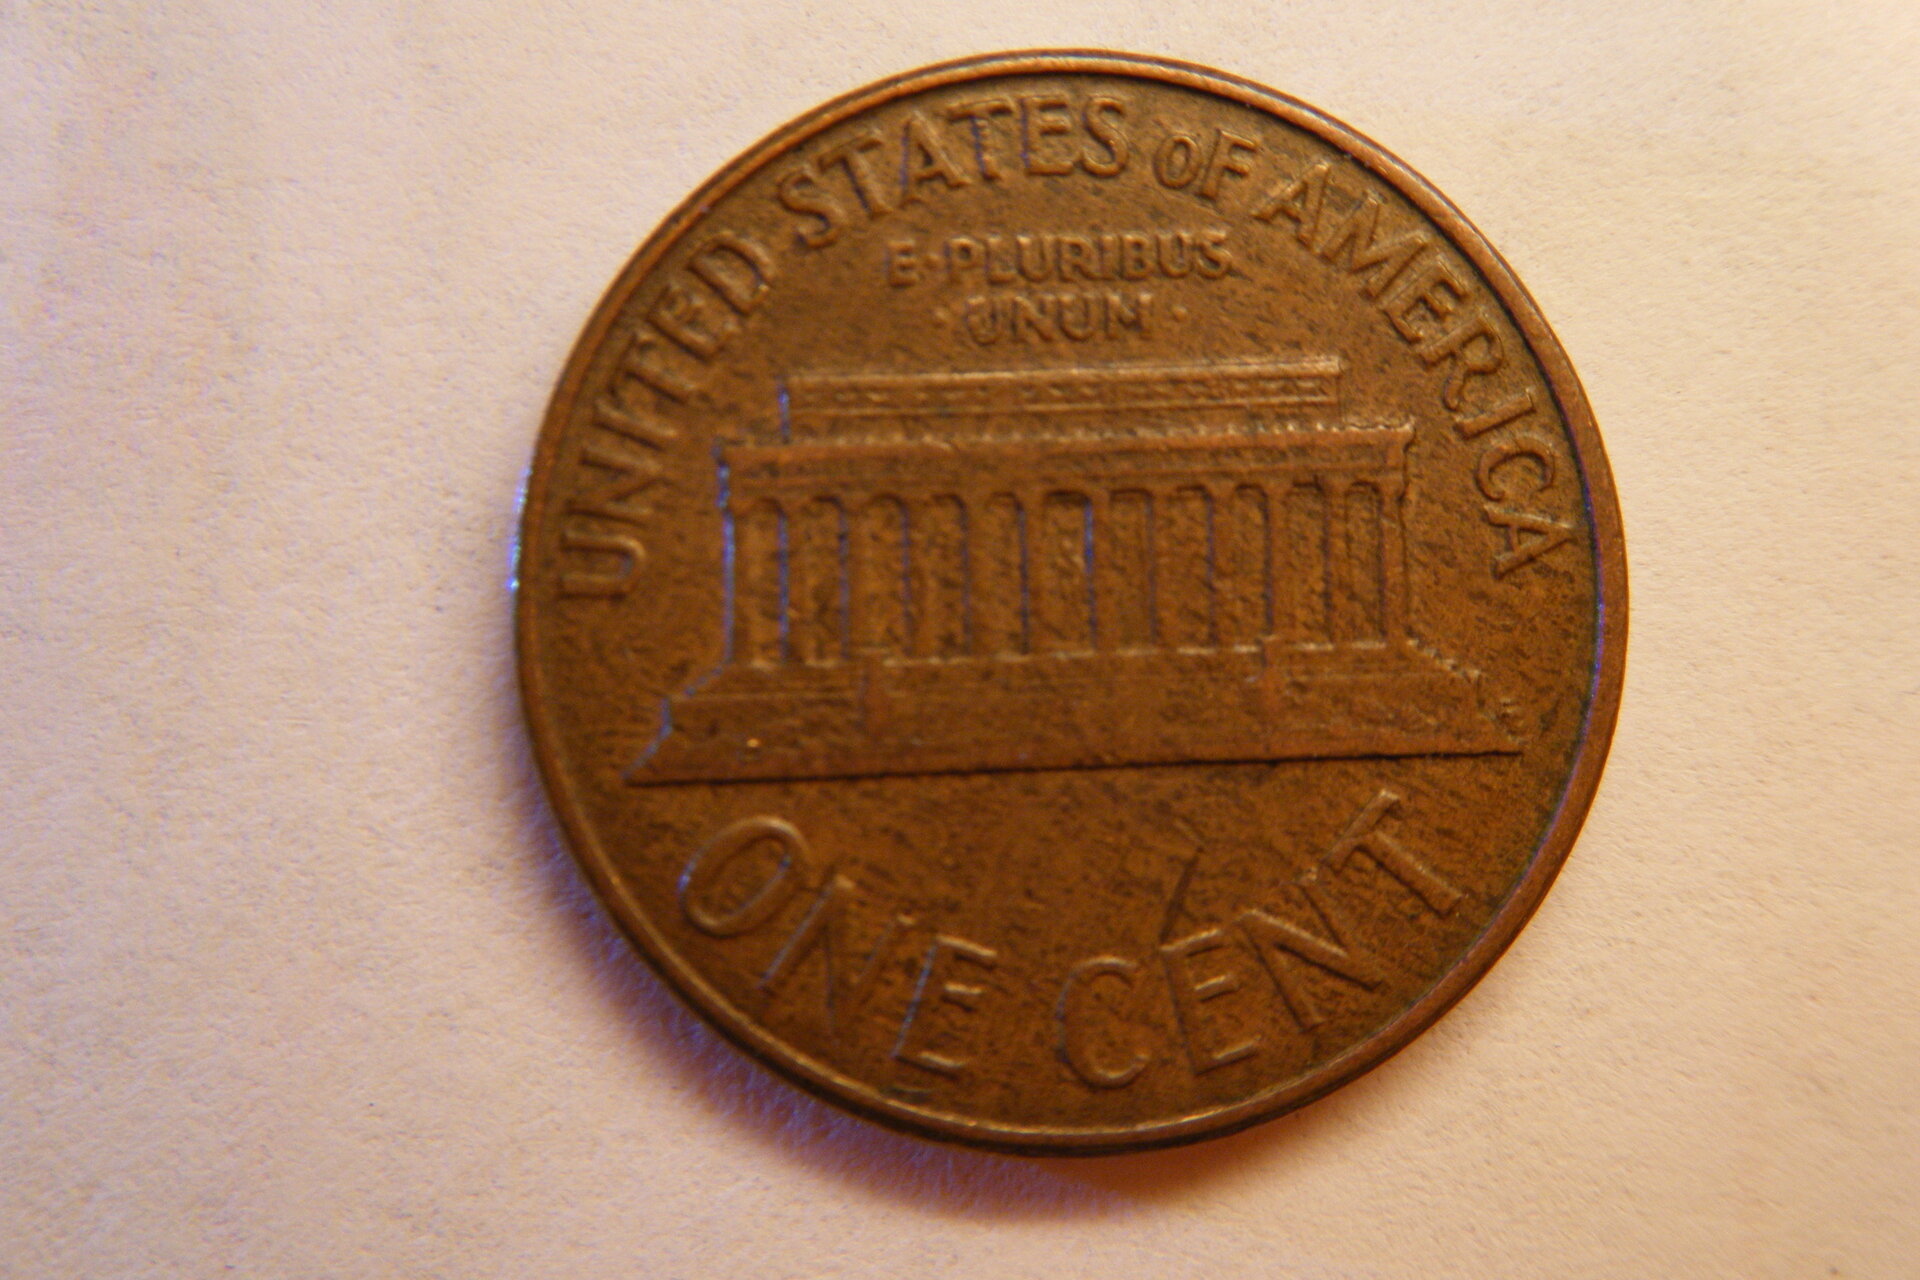 UNITED STATES OF AMERICA
E·PLURIBUS
·UNUM·
ONE CENT